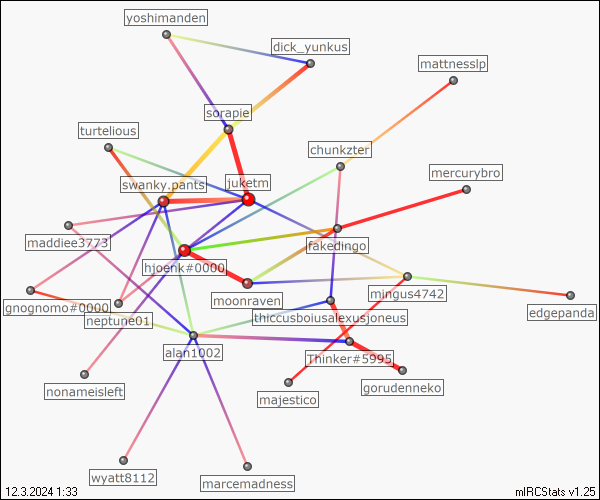 yoshimanden
dick_yunkus
mattnesslp
sorapie
turtelious
chunkzter
mercurybro
swanky.pants
juketm
maddiee3773
fakedingo
hjoenk#0000
moonraven
mingus4742
gnognomo#0000
neptune01
thiccusboiusalexusjoneus
edgepanda
alan1002
Thinker#5995
nonameisleft
majestico
gorudenneko
wyatt8112
marcemadness
12.3.2024 1:33
mIRCStats v1.25